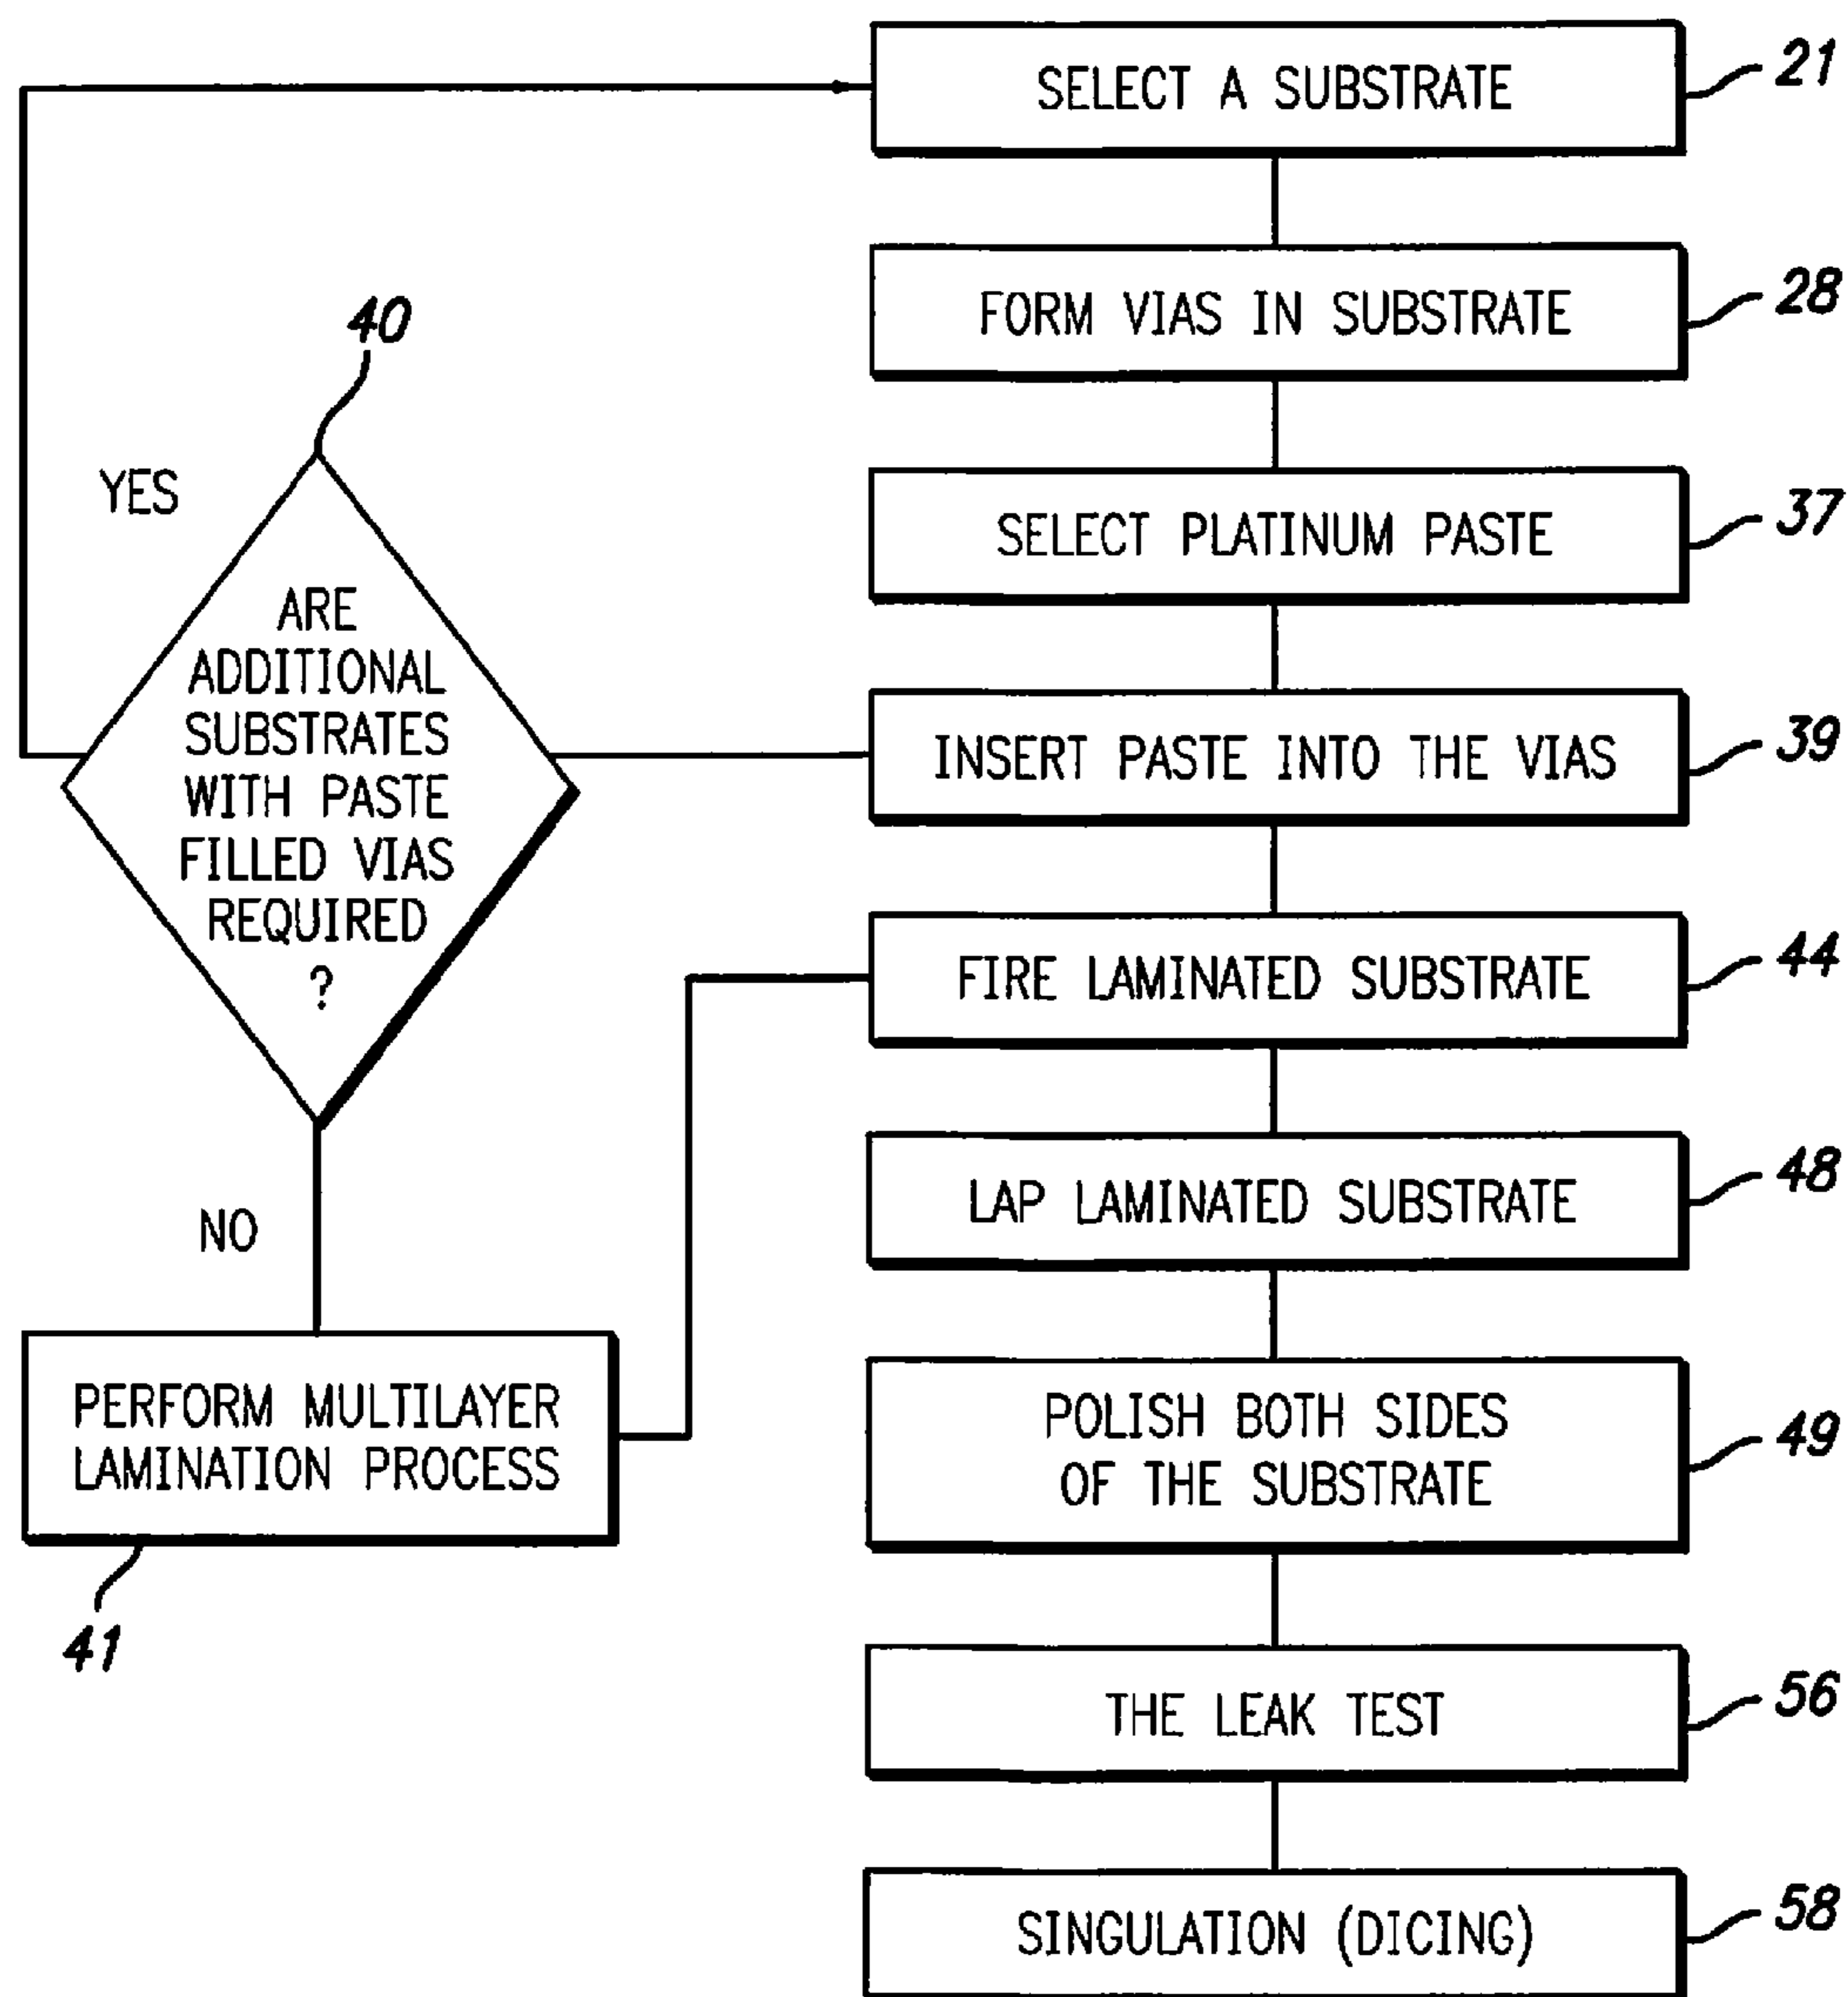 SELECT A SUBSTRATE
21
FORM VIAS IN SUBSTRATE
28
SELECT PLATINUM PASTE
37
INSERT PASTE INTO THE VIAS
39
40
YES
ARE
ADDITIONAL
SUBSTRATES
WITH PASTE
FILLED VIAS
REQUIRED
?
NO
PERFORM MULTILAYER
LAMINATION PROCESS
41
FIRE LAMINATED SUBSTRATE
44
LAP LAMINATED SUBSTRATE
48
POLISH BOTH SIDES
OF THE SUBSTRATE
49
THE LEAK TEST
56
SINGULATION (DICING)
58